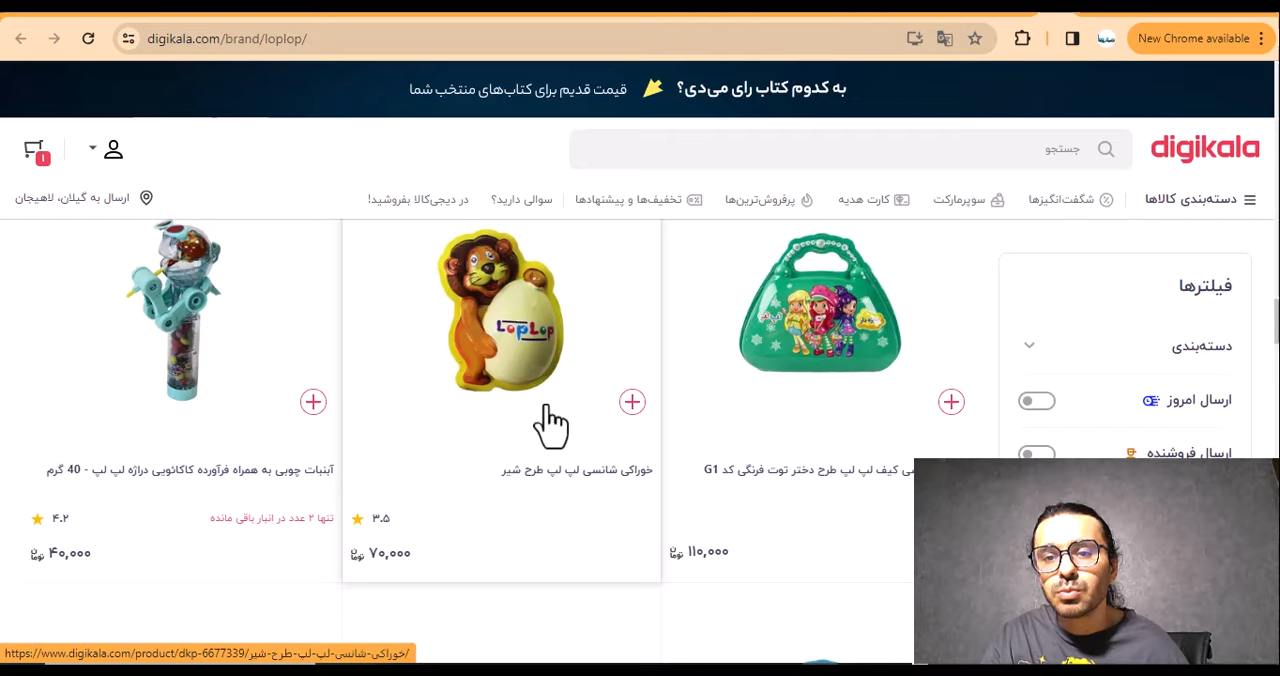 digikala.com/brand/loplop/
New Chrome available
به کدوم کتاب رای می‌دی؟ قیمت قدیم برای کتاب‌های منتخب شما
digikala
جستجو
۱
دسته‌بندی کالاها
شگفت‌انگیزها
سوپرمارکت
کارت هدیه
پرفروش‌ترین‌ها
تخفیف‌ها و پیشنهادها
سوالی دارید؟
در دیجی‌کالا بفروشید!
ارسال به گیلان، لاهیجان
فیلترها
دسته‌بندی
ارسال امروز
ارسال فروشنده
LOPLOP
کیف لپ لپ طرح دختر توت فرنگی کد G1
۱۱۰,۰۰۰ تومان
خوراکی شانسی لپ لپ طرح شیر
۳.۵
۷۰,۰۰۰ تومان
آبنبات چوبی به همراه فرآورده کاکائویی دراژه لپ لپ - 40 گرم
تنها ۲ عدد در انبار باقی مانده
۴.۲
۴۰,۰۰۰ تومان
https://www.digikala.com/product/dkp-6677339/خوراکی-شانسی-لپ-لپ-طرح-شیر/